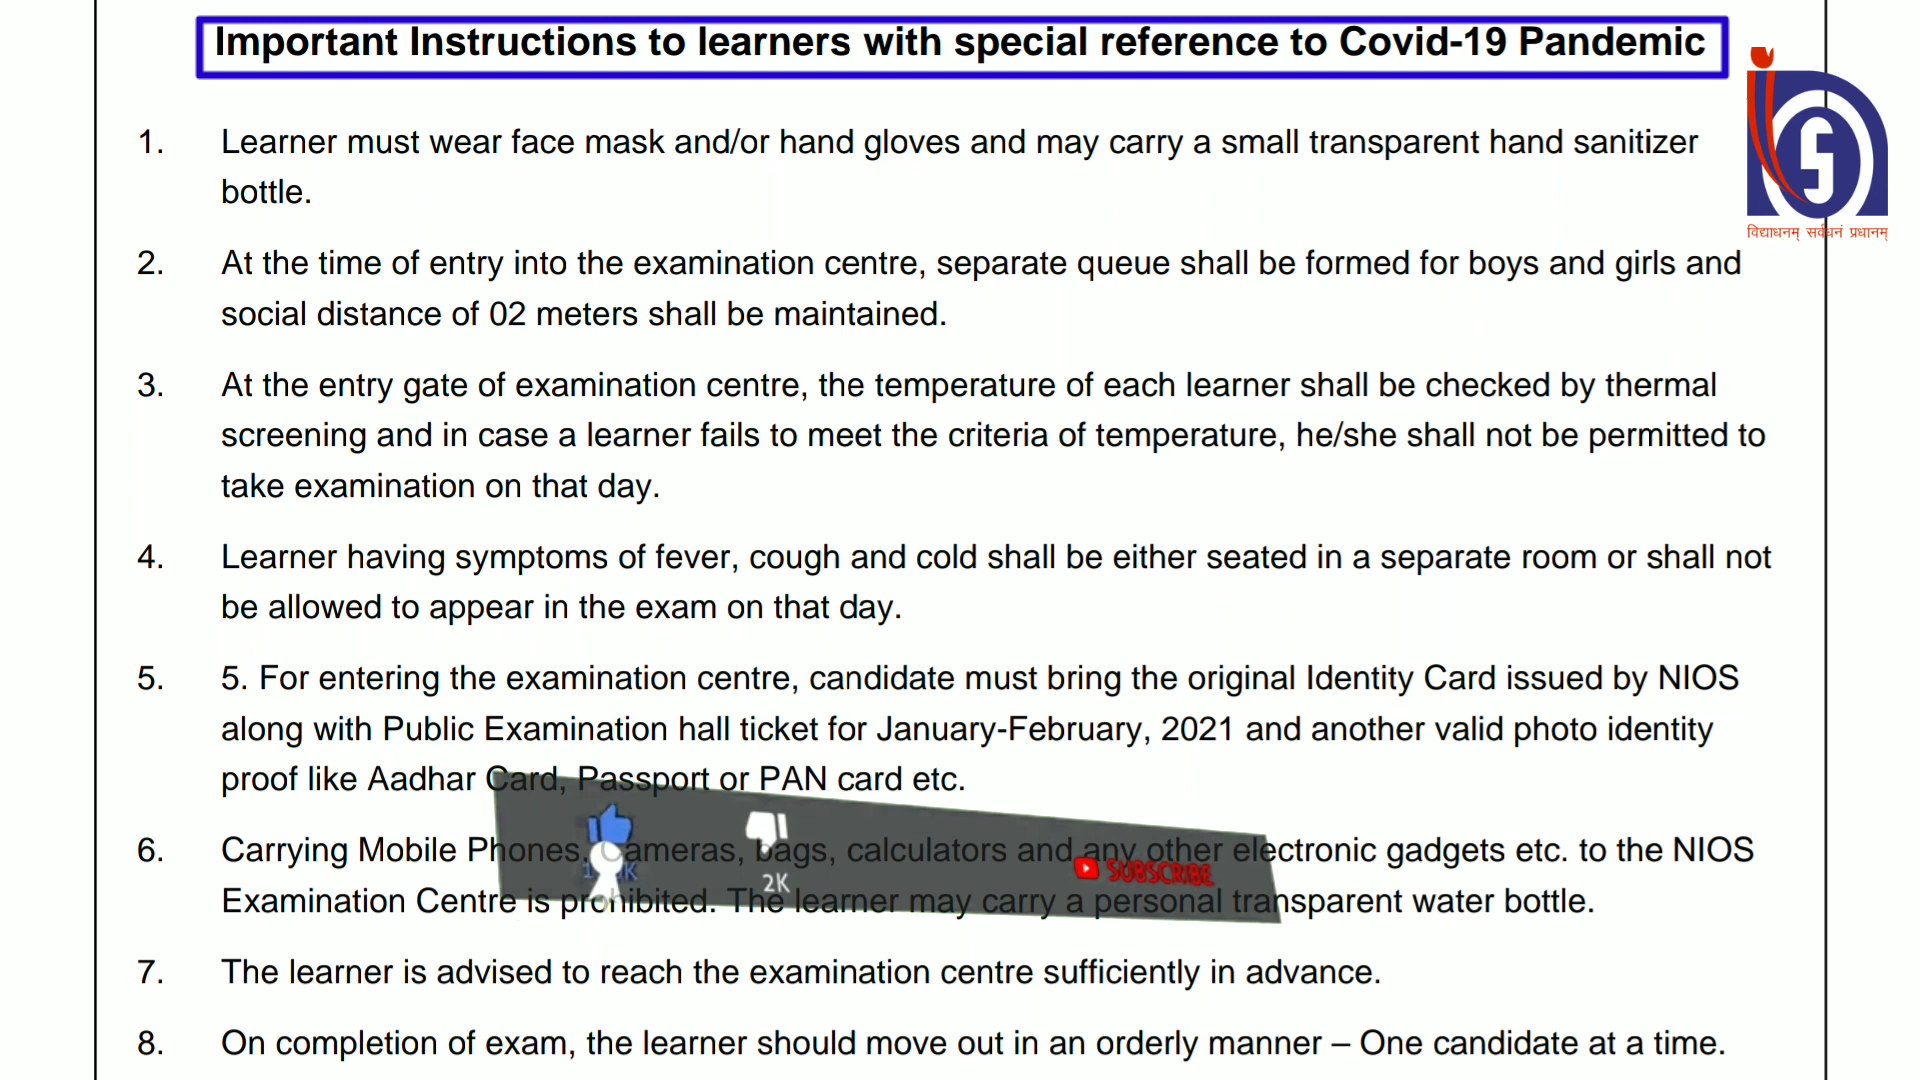 Important Instructions to learners with special reference to Covid-19 Pandemic
1. Learner must wear face mask and/or hand gloves and may carry a small transparent hand sanitizer
bottle.
विद्याधनम् सर्वधनं प्रधानम्
2. At the time of entry into the examination centre, separate queue shall be formed for boys and girls and
social distance of 02 meters shall be maintained.
3. At the entry gate of examination centre, the temperature of each learner shall be checked by thermal
screening and in case a learner fails to meet the criteria of temperature, he/she shall not be permitted to
take examination on that day.
4. Learner having symptoms of fever, cough and cold shall be either seated in a separate room or shall not
be allowed to appear in the exam on that day.
5. 5. For entering the examination centre, candidate must bring the original Identity Card issued by NIOS
along with Public Examination hall ticket for January-February, 2021 and another valid photo identity
proof like Aadhar Card, Passport or PAN card etc.
6. Carrying Mobile Phones, Cameras, bags, calculators and any other electronic gadgets etc. to the NIOS
SUBSCRIBE
2K
Examination Centre is prohibited. The learner may carry a personal transparent water bottle.
7. The learner is advised to reach the examination centre sufficiently in advance.
8. On completion of exam, the learner should move out in an orderly manner – One candidate at a time.